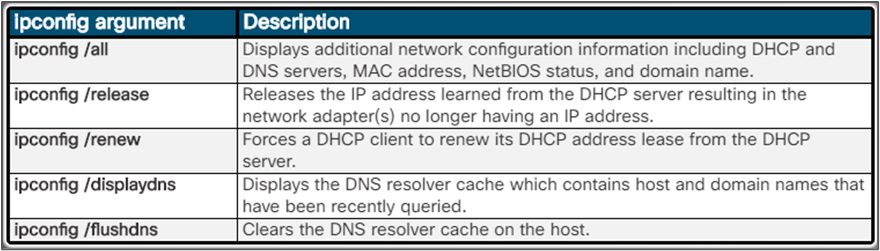 ipconfig argument Description
ipconfig /all Displays additional network configuration information including DHCP and
DNS servers, MAC address, NetBIOS status, and domain name.
ipconfig /release Releases the IP address learned from the DHCP server resulting in the
network adapter(s) no longer having an IP address.
ipconfig /renew Forces a DHCP client to renew its DHCP address lease from the DHCP
server.
ipconfig /displaydns Displays the DNS resolver cache which contains host and domain names that
have been recently queried.
ipconfig /flushdns Clears the DNS resolver cache on the host.